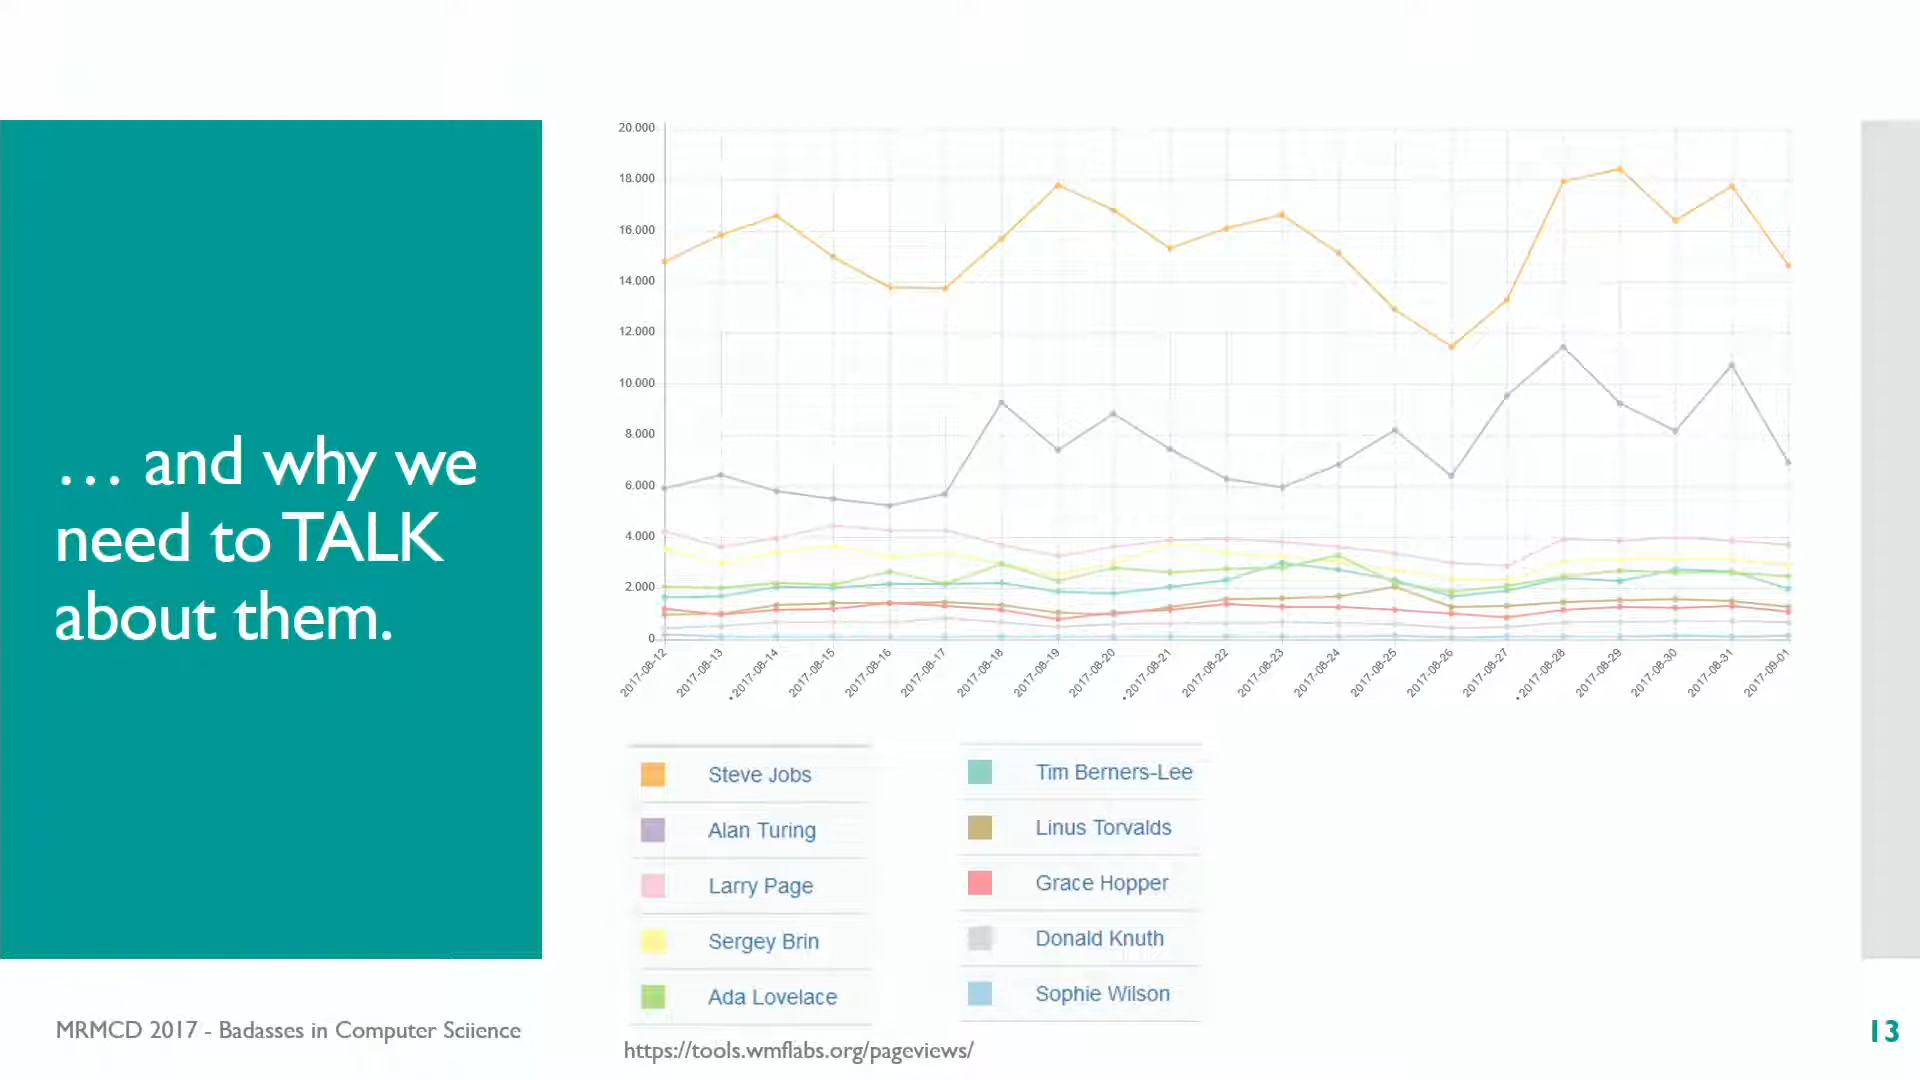 … and why we
need to TALK
about them.
20.000
18.000
16.000
14.000
12.000
10.000
8.000
6.000
4.000
2.000
0
2017-08-12
2017-08-13
• 2017-08-14
2017-08-15
2017-08-16
2017-08-17
2017-08-18
2017-08-19
2017-08-20
• 2017-08-21
2017-08-22
2017-08-23
2017-08-24
2017-08-25
2017-08-26
2017-08-27
• 2017-08-28
2017-08-29
2017-08-30
2017-08-31
2017-09-01
Steve Jobs
Alan Turing
Larry Page
Sergey Brin
Ada Lovelace
Tim Berners-Lee
Linus Torvalds
Grace Hopper
Donald Knuth
Sophie Wilson
MRMCD 2017 - Badasses in Computer Sciience
https://tools.wmflabs.org/pageviews/
13